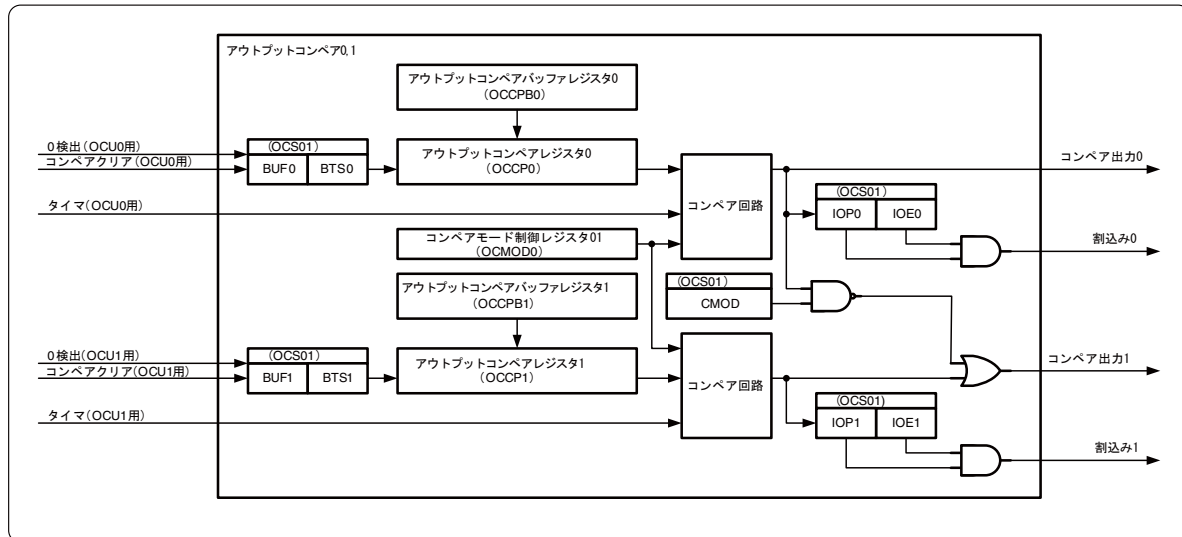 アウトプットコンペア0,1
アウトプットコンペアバッファレジスタ0
(OCCPB0)
0検出(OCU0用)
コンペアクリア(OCU0用)
(OCS01)
BUF0 BTS0
アウトプットコンペアレジスタ0
(OCCP0)
コンペア出力0
タイマ(OCU0用)
コンペア回路
(OCS01)
IOP0 IOE0
コンペアモード制御レジスタ01
(OCMOD0)
割込み0
アウトプットコンペアバッファレジスタ1
(OCCPB1)
(OCS01)
CMOD
0検出(OCU1用)
コンペアクリア(OCU1用)
(OCS01)
BUF1 BTS1
アウトプットコンペアレジスタ1
(OCCP1)
コンペア回路
コンペア出力1
タイマ(OCU1用)
(OCS01)
IOP1 IOE1
割込み1